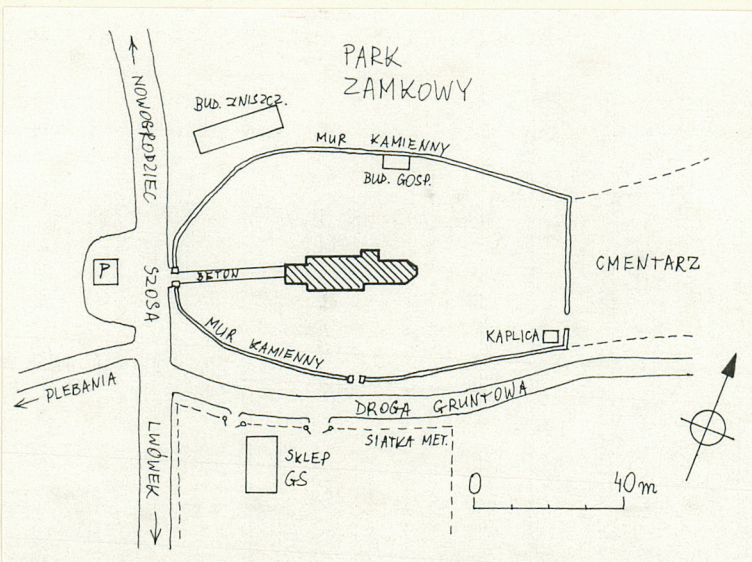 PARK
ZAMKOWY
BUD. ZNISZCZ.
NOWOGRODZIEC
MUR KAMIENNY
BUD. GOSP.
P
SZOSA
BETON
CMENTARZ
MUR KAMIENNY
KAPLICA
PLEBANIA
DROGA GRUNTOWA
LWÓWEK
SIATKA MET.
SKLEP
GS
0 40 m